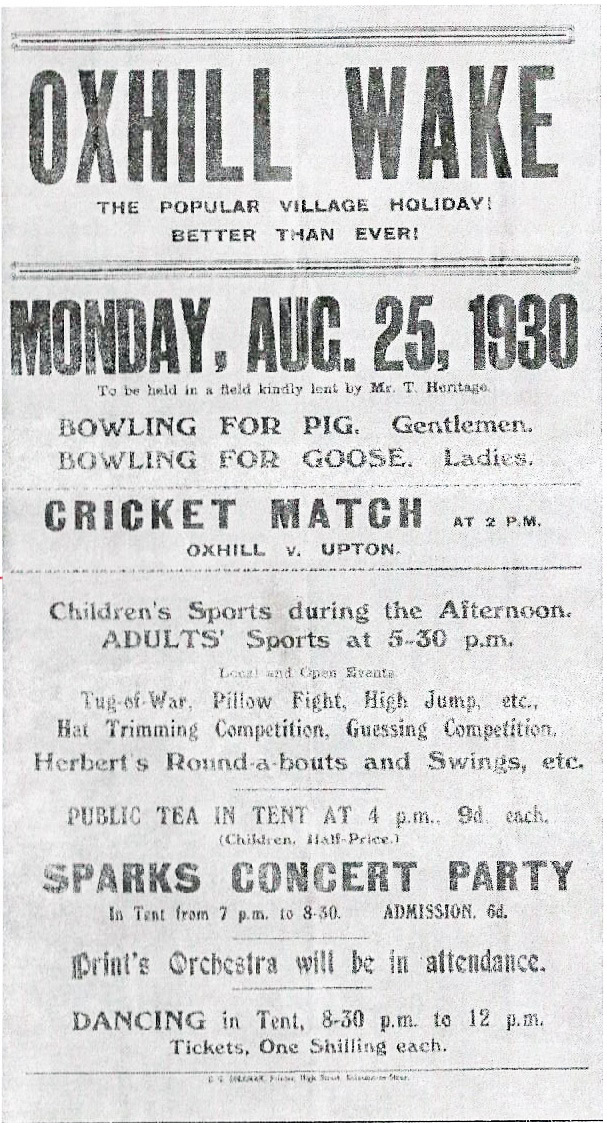 OXHILL WAKE
THE POPULAR VILLAGE HOLIDAY!
BETTER THAN EVER!
MONDAY, AUG. 25, 1930
To be held in a field kindly lent by Mr. T. Heritage.
BOWLING FOR PIG. Gentlemen.
BOWLING FOR GOOSE. Ladies.
CRICKET MATCH AT 2 P.M.
OXHILL v. UPTON.
Children's Sports during the Afternoon.
ADULTS' Sports at 5-30 p.m.
Local and Open Events
Tug-of-War, Pillow Fight, High Jump, etc.,
Hat Trimming Competition, Guessing Competition,
Herbert's Round-a-bouts and Swings, etc.
PUBLIC TEA IN TENT AT 4 p.m., 9d. each.
(Children, Half-Price.)
SPARKS CONCERT PARTY
In Tent from 7 p.m. to 8-30. ADMISSION, 6d.
Print's Orchestra will be in attendance.
DANCING in Tent, 8-30 p.m. to 12 p.m.
Tickets, One Shilling each.
Printer, High Street,